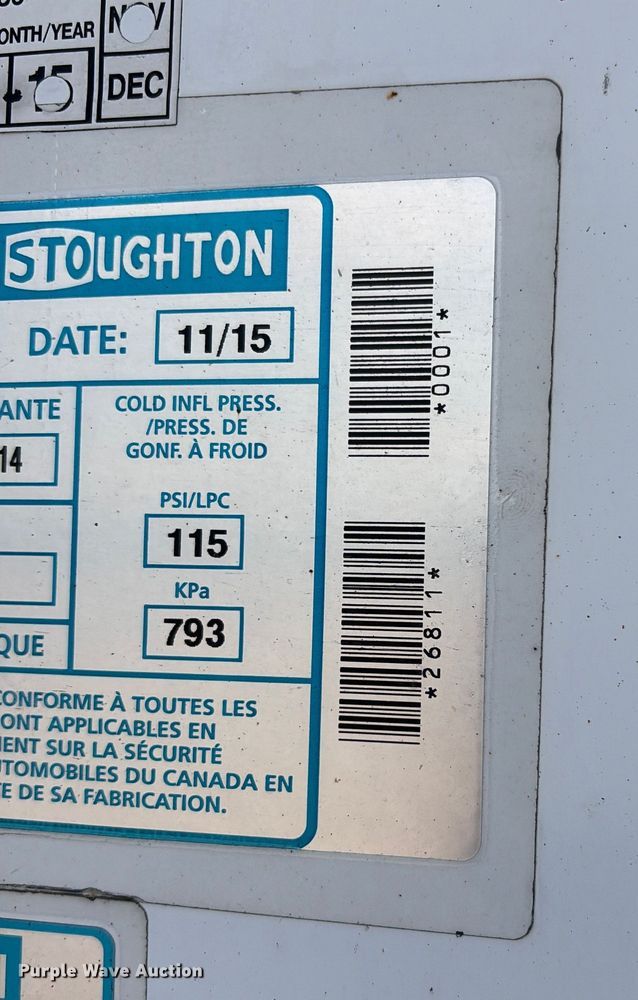 ONTH/YEAR
NOV
15
DEC
STOUGHTON
DATE: 11/15
ANTE
14
COLD INFL PRESS.
/PRESS. DE
GONF. À FROID
PSI/LPC
115
KPa
793
QUE
CONFORME À TOUTES LES
ONT APPLICABLES EN
ENT SUR LA SÉCURITÉ
UTOMOBILES DU CANADA EN
E DE SA FABRICATION.
*0001*
*26811*
Purple Wave Auction